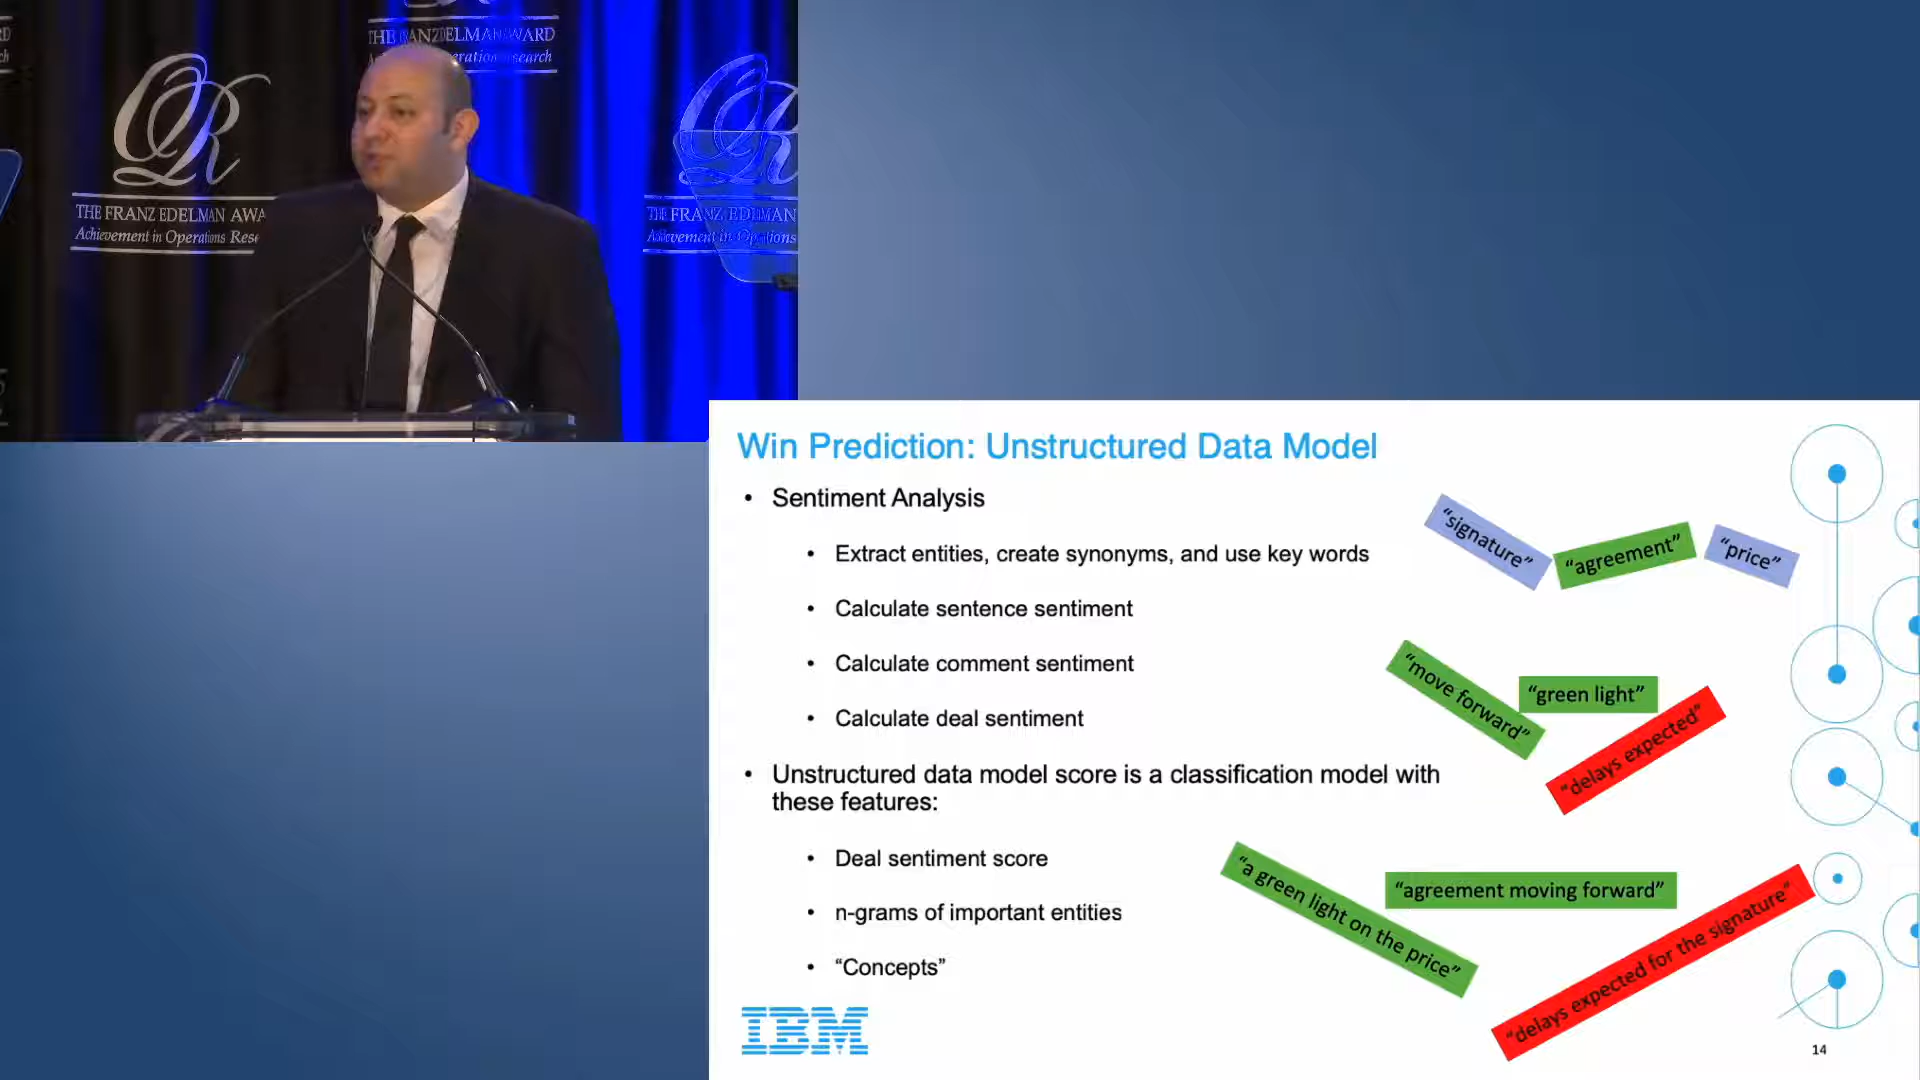 THE FRANZ EDELMAN AWARD
THE FRANZ EDELMAN AWA
Achievement in Operations Rese
THE FRANZ EDELMAN
Achievement in Operations
Win Prediction: Unstructured Data Model
• Sentiment Analysis
• Extract entities, create synonyms, and use key words
• Calculate sentence sentiment
• Calculate comment sentiment
• Calculate deal sentiment
• Unstructured data model score is a classification model with
these features:
• Deal sentiment score
• n-grams of important entities
• “Concepts”
“signature”
“agreement”
“price”
“move forward”
“green light”
“delays expected”
“a green light on the price”
“agreement moving forward”
“delays expected for the signature”
IBM
14